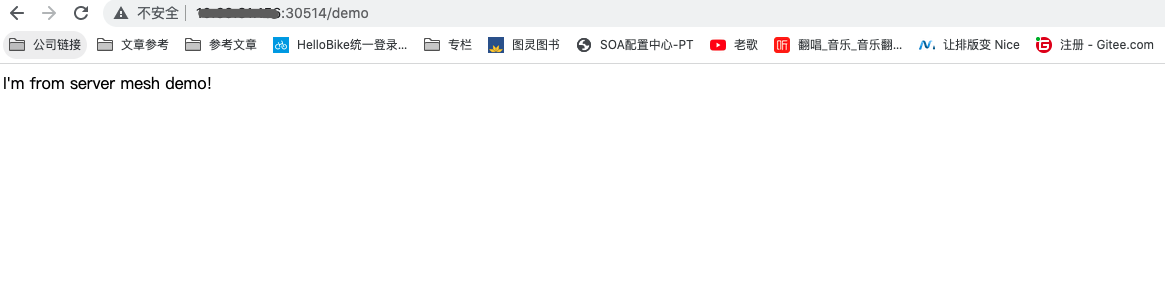 不安全 :30514/demo
公司链接 文章参考 参考文章 HelloBike统一登录... 专栏 图灵图书 SOA配置中心-PT 老歌 翻唱_音乐_音乐翻... 让排版变 Nice 注册 - Gitee.com
I'm from server mesh demo!